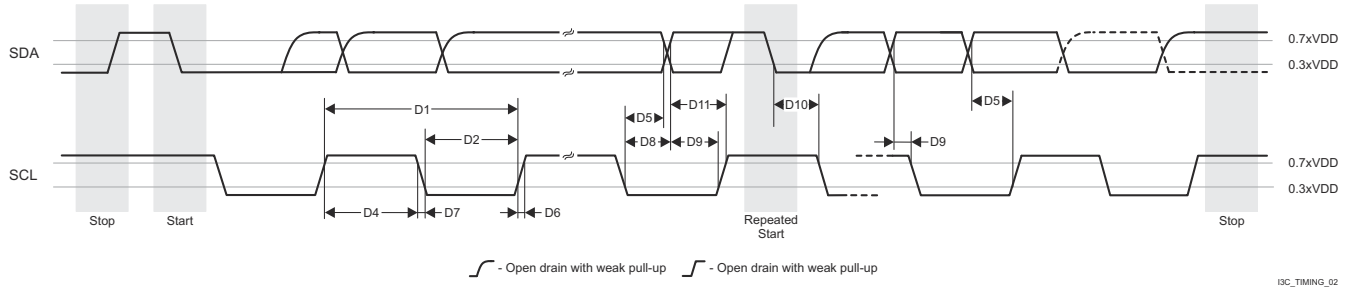 SDA
0.7xVDD
0.3xVDD
D1
D2
D5
D11
D10
D5
D8
D9
D9
SCL
0.7xVDD
0.3xVDD
D4
D7
D6
Stop
Start
Repeated
Start
Stop
- Open drain with weak pull-up
- Open drain with weak pull-up
I3C_TIMING_02